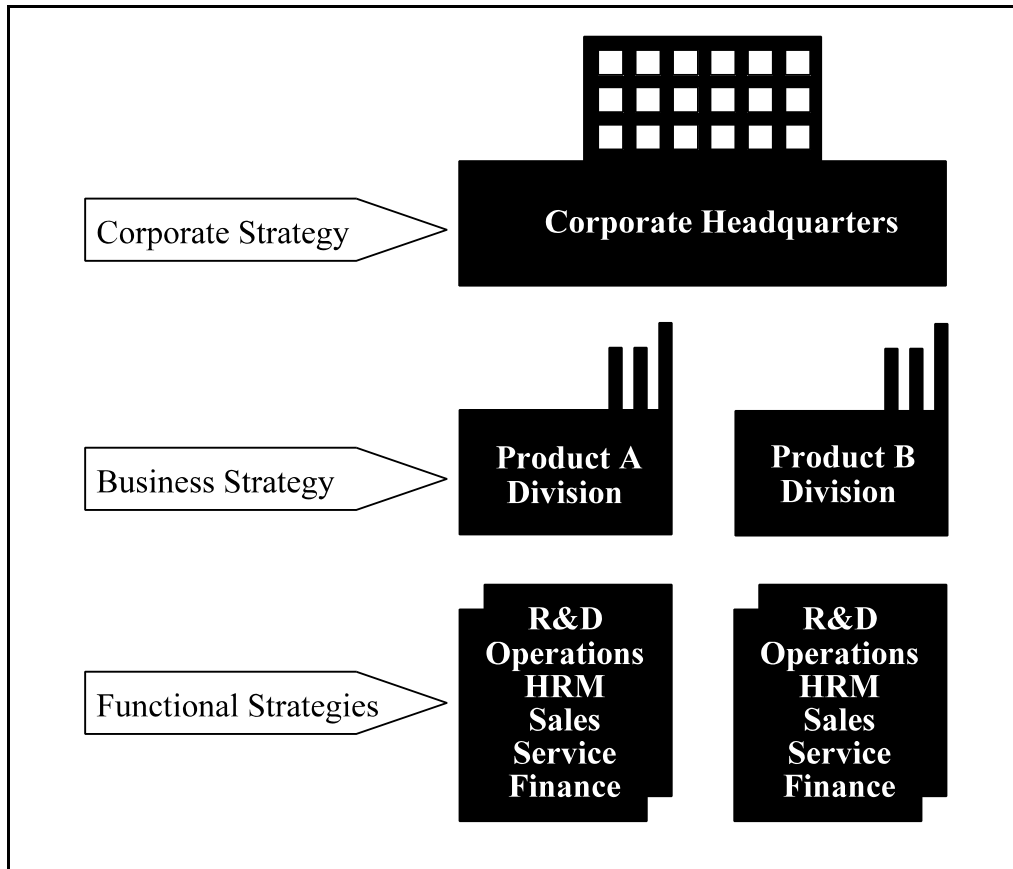 Corporate Strategy
Corporate Headquarters
Business Strategy
Product A
Division
Product B
Division
Functional Strategies
R&D
Operations
HRM
Sales
Service
Finance
R&D
Operations
HRM
Sales
Service
Finance